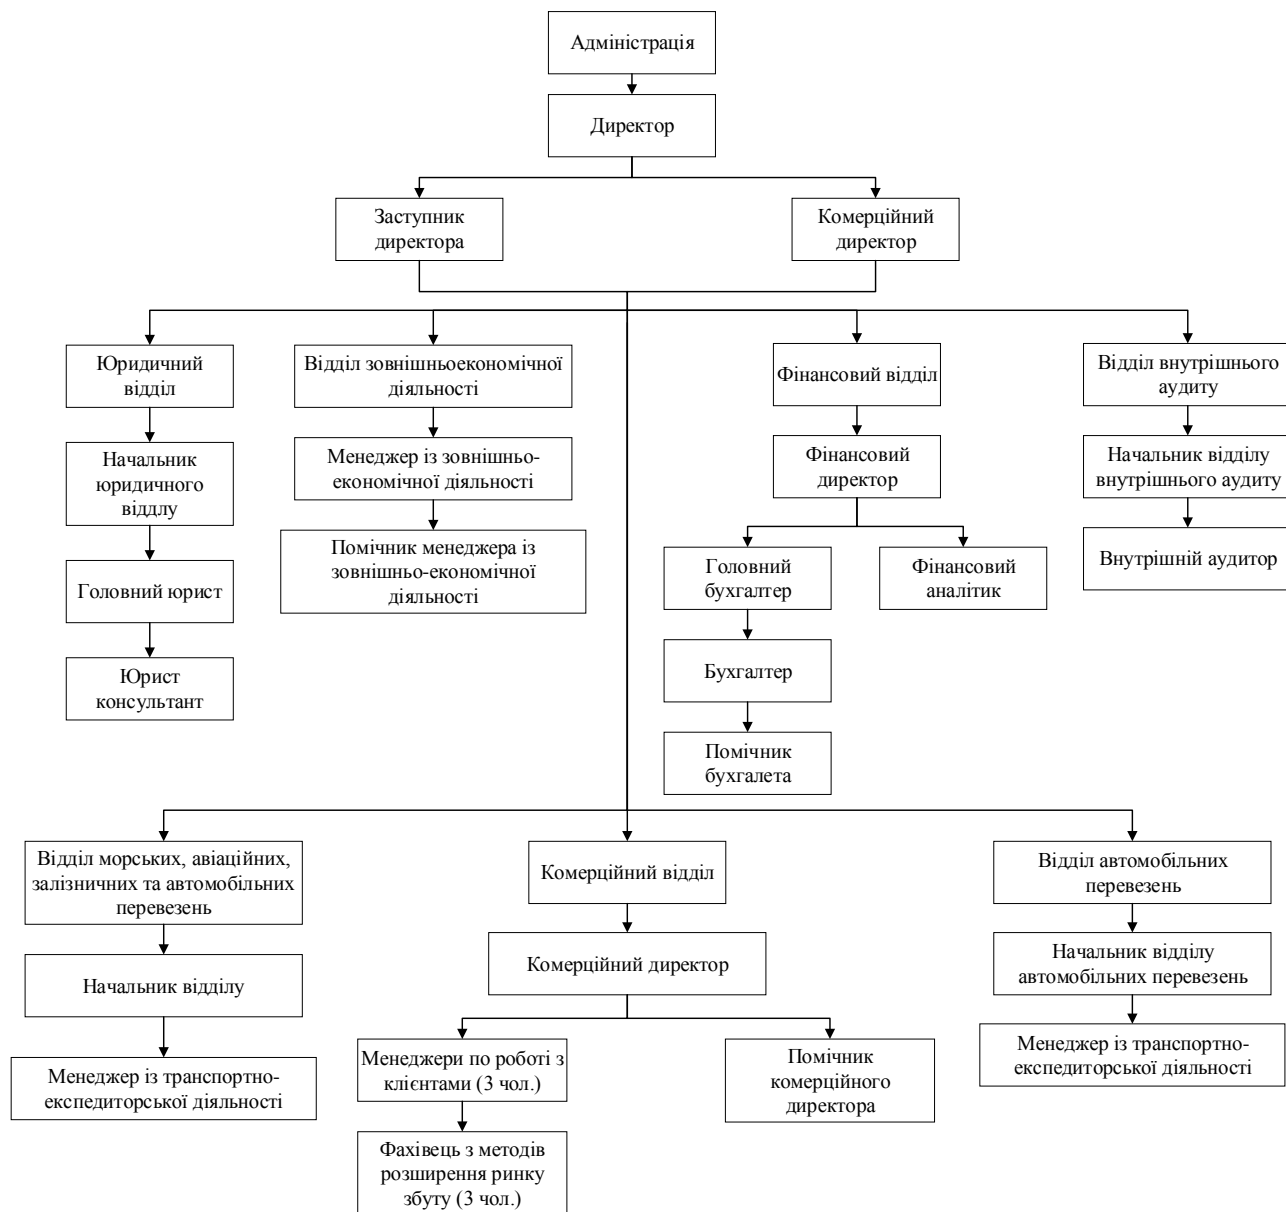 Адміністрація
Директор
Заступник
директора
Комерційний
директор
Юридичний
відділ
Відділ зовнішньоекономічної
діяльності
Фінансовий відділ
Відділ внутрішнього
аудиту
Начальник
юридичного
віддлу
Менеджер із зовнішньо-
економічної діяльності
Фінансовий
директор
Начальник відділу
внутрішнього аудиту
Головний юрист
Помічник менеджера із
зовнішньо-економічної
діяльності
Головний
бухгалтер
Фінансовий
аналітик
Внутрішній аудитор
Юрист
консультант
Бухгалтер
Помічник
бухгалета
Відділ морських, авіаційних,
залізничних та автомобільних
перевезень
Комерційний відділ
Відділ автомобільних
перевезень
Начальник відділу
Комерційний директор
Начальник відділу
автомобільних перевезень
Менеджер із транспортно-
експедиторської діяльності
Менеджери по роботі з
клієнтами (3 чол.)
Помічник
комерційного
директора
Менеджер із транспортно-
експедиторської діяльності
Фахівець з методів
розширення ринку
збуту (3 чол.)